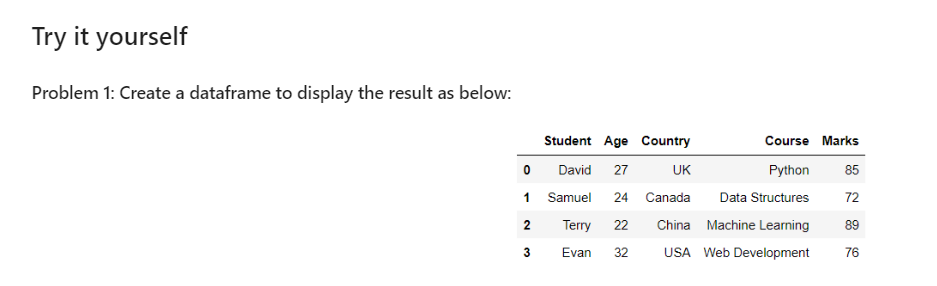 Try it yourself
Problem 1: Create a dataframe to display the result as below:
Student Age Country Course Marks
0 David 27 UK Python 85
1 Samuel 24 Canada Data Structures 72
2 Terry 22 China Machine Learning 89
3 Evan 32 USA Web Development 76